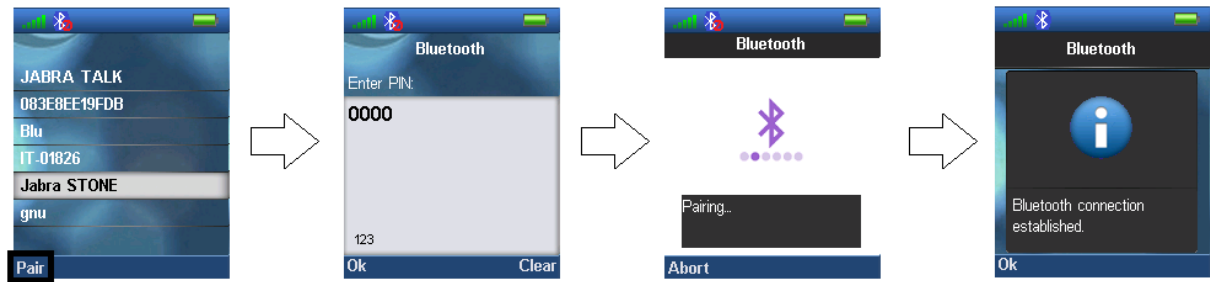 JABRA TALK
083E8EE19FDB
Blu
IT-01826
Jabra STONE
gnu
Pair
Bluetooth
Enter PIN:
0000
123
Ok Clear
Bluetooth
Pairing...
Abort
Bluetooth
Bluetooth connection
established.
Ok